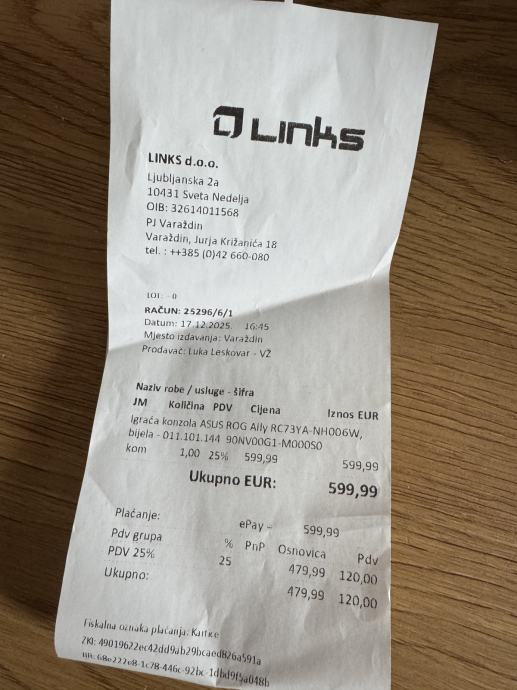 Links
LINKS d.o.o.
Ljubljanska 2a
10431 Sveta Nedelja
OIB: 32614011568
PJ Varaždin
Varaždin, Jurja Križanića 18
tel. : ++385 (0)42 660-080
LOT: - 0
RAČUN: 25296/6/1
Datum: 17.12.2025. 16:45
Mjesto izdavanja: Varaždin
Prodavač: Luka Leskovar - VŽ
Naziv robe / usluge - šifra
JM Količina PDV Cijena Iznos EUR
Igraća konzola ASUS ROG Ally RC73YA-NH006W,
bijela - 011.101.144 90NV00G1-M000S0
kom 1,00 25% 599,99 599,99
Ukupno EUR: 599,99
Plaćanje: ePay - 599,99
Pdv grupa % PnP Osnovica Pdv
PDV 25% 25 479,99 120,00
Ukupno: 479,99 120,00
Fiskalna oznaka plaćanja: Kartice
ZKI: 49019622ec42dd9ab29bcaed826a591a